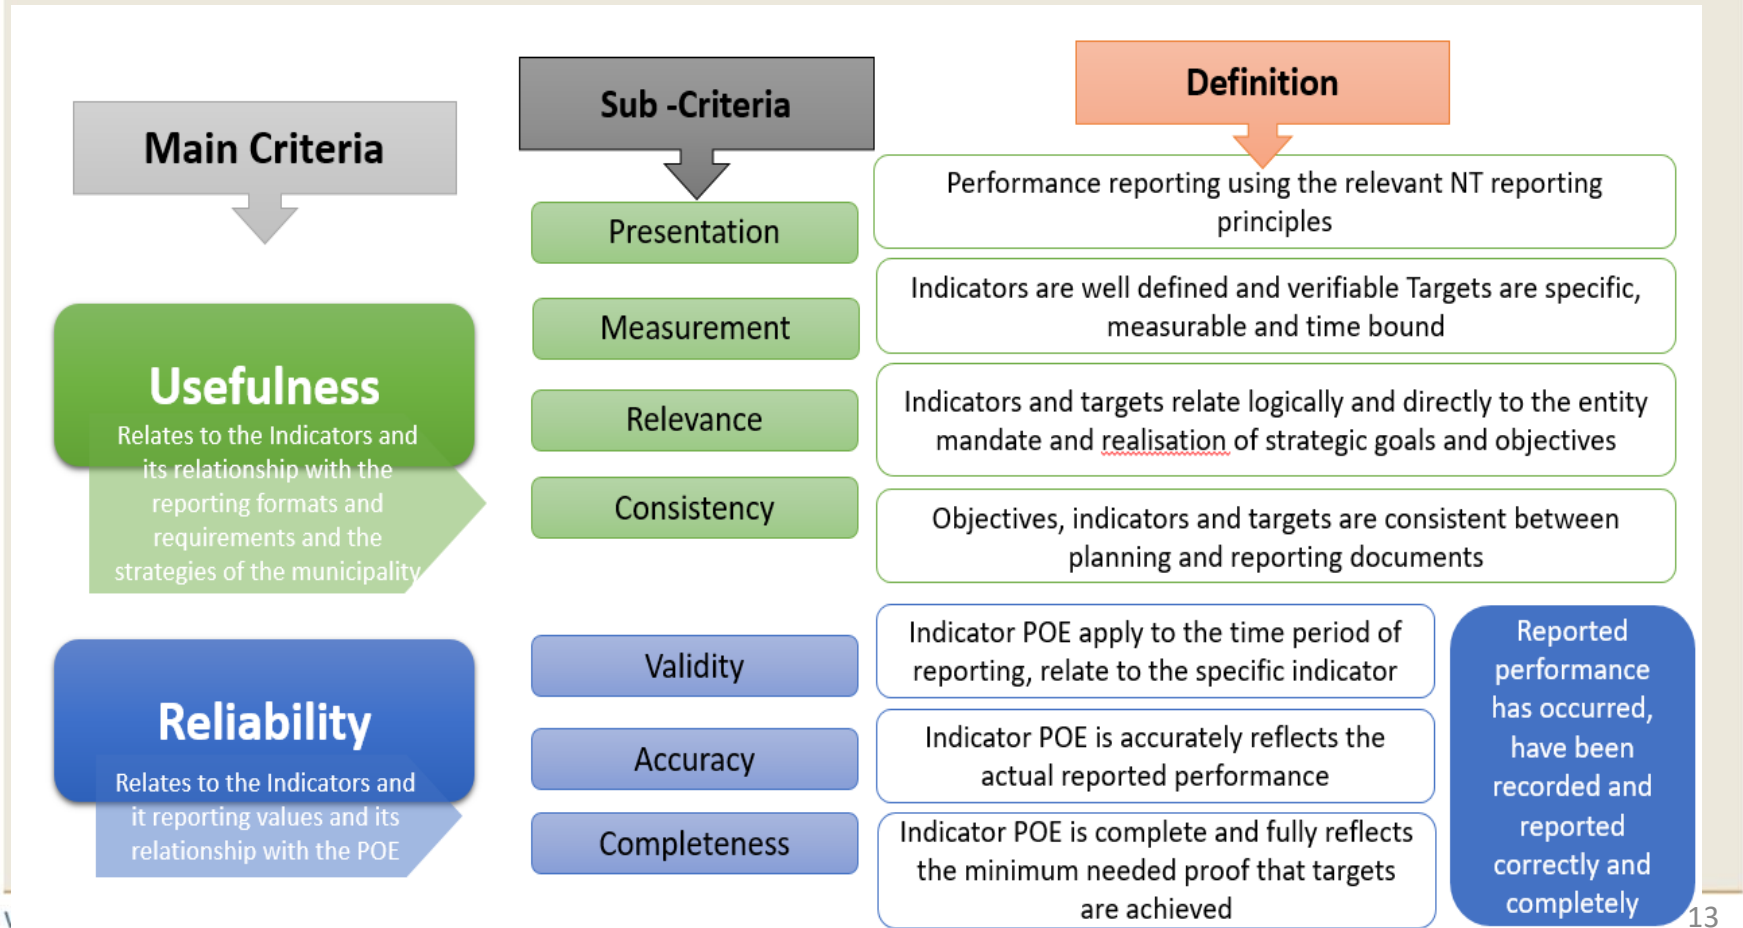 Main Criteria
Sub -Criteria
Definition
Usefulness
Relates to the Indicators and
its relationship with the
reporting formats and
requirements and the
strategies of the municipality
Presentation
Performance reporting using the relevant NT reporting
principles
Measurement
Indicators are well defined and verifiable Targets are specific,
measurable and time bound
Relevance
Indicators and targets relate logically and directly to the entity
mandate and realisation of strategic goals and objectives
Consistency
Objectives, indicators and targets are consistent between
planning and reporting documents
Reliability
Relates to the Indicators and
it reporting values and its
relationship with the POE
Validity
Indicator POE apply to the time period of
reporting, relate to the specific indicator
Accuracy
Indicator POE is accurately reflects the
actual reported performance
Completeness
Indicator POE is complete and fully reflects
the minimum needed proof that targets
are achieved
Reported
performance
has occurred,
have been
recorded and
reported
correctly and
completely
13